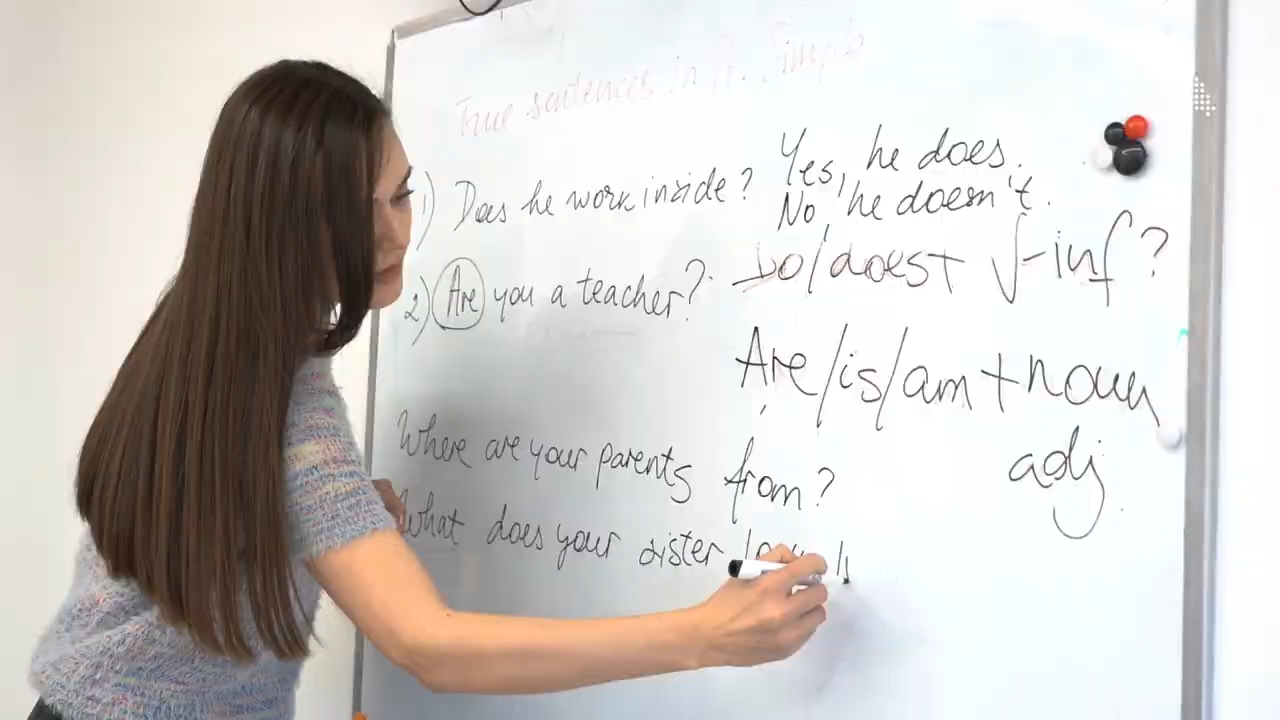 True sentences in P. Simple
1) Does he work inside?
Yes, he does.
No, he doesn't.
2) Are you a teacher?
Do/does + V-inf?
Are/is/am + noun
adj
Where are your parents from?
What does your sister